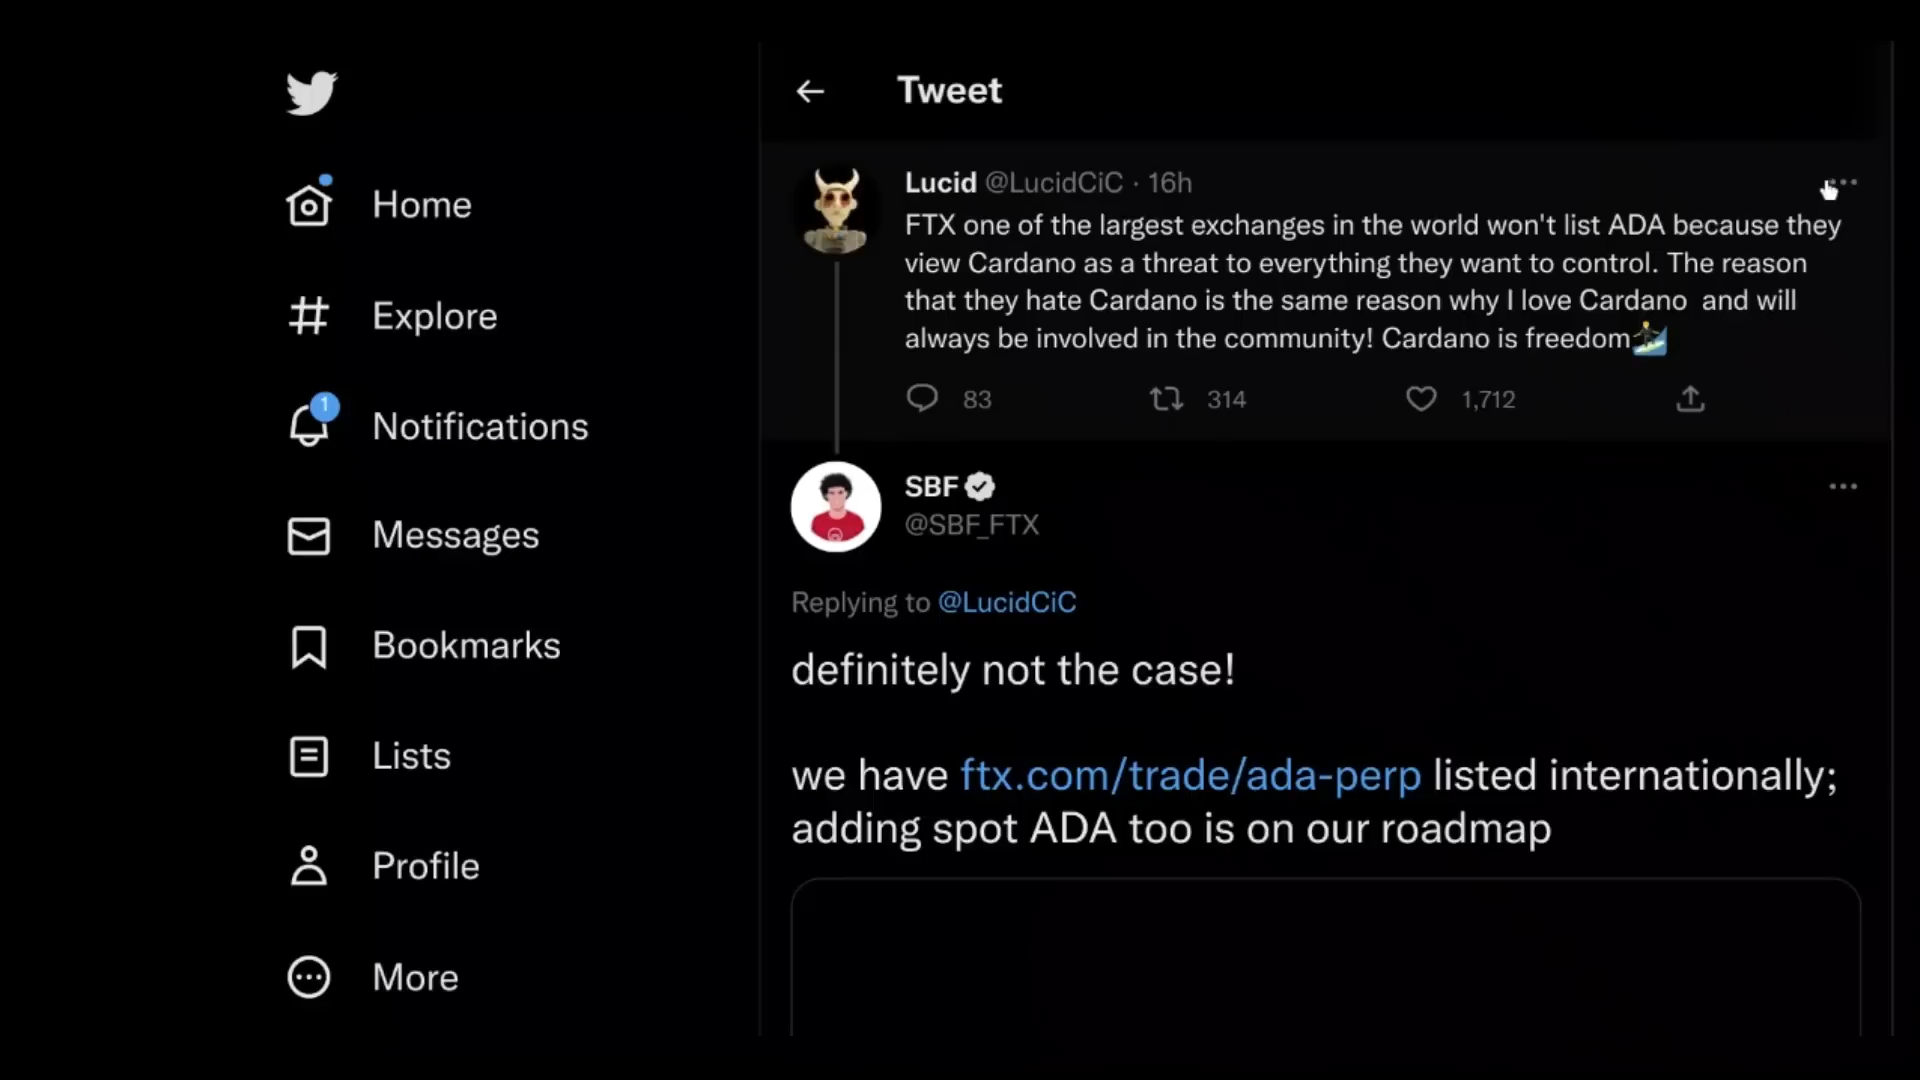 Tweet
Home
Explore
1
Notifications
Messages
Bookmarks
Lists
Profile
More
Lucid @LucidCiC · 16h
FTX one of the largest exchanges in the world won't list ADA because they
view Cardano as a threat to everything they want to control. The reason
that they hate Cardano is the same reason why I love Cardano and will
always be involved in the community! Cardano is freedom🏄
83 314 1,712
SBF
@SBF_FTX
Replying to @LucidCiC
definitely not the case!
we have ftx.com/trade/ada-perp listed internationally;
adding spot ADA too is on our roadmap